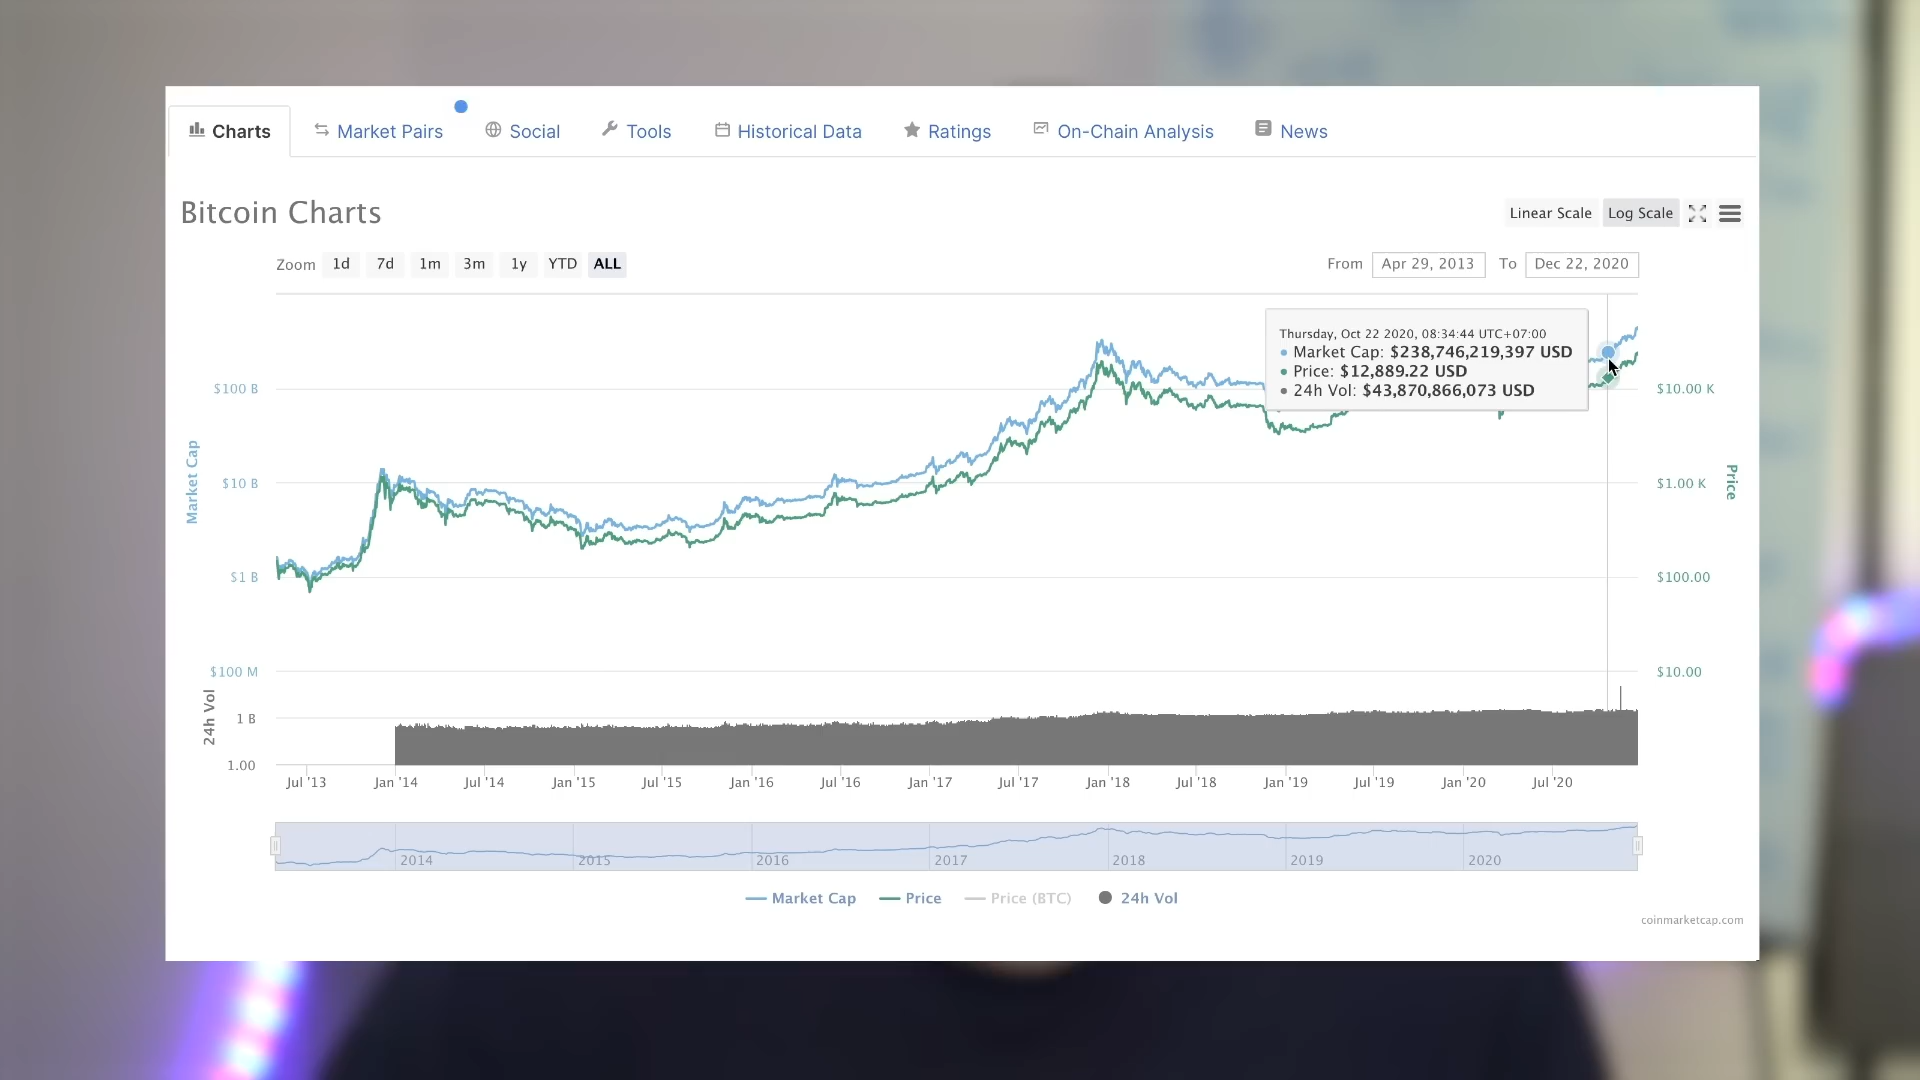 Charts Market Pairs Social Tools Historical Data Ratings On-Chain Analysis News
Bitcoin Charts
Linear Scale Log Scale
Zoom 1d 7d 1m 3m 1y YTD ALL
From Apr 29, 2013 To Dec 22, 2020
Thursday, Oct 22 2020, 08:34:44 UTC+07:00
Market Cap: $238,746,219,397 USD
Price: $12,889.22 USD
24h Vol: $43,870,866,073 USD
$100 B
$10 B
$1 B
$100 M
Market Cap
$10.00 K
$1.00 K
$100.00
$10.00
Price
24h Vol
1 B
1.00
Jul '13 Jan '14 Jul '14 Jan '15 Jul '15 Jan '16 Jul '16 Jan '17 Jul '17 Jan '18 Jul '18 Jan '19 Jul '19 Jan '20 Jul '20
2014 2015 2016 2017 2018 2019 2020
Market Cap Price Price (BTC) 24h Vol
coinmarketcap.com